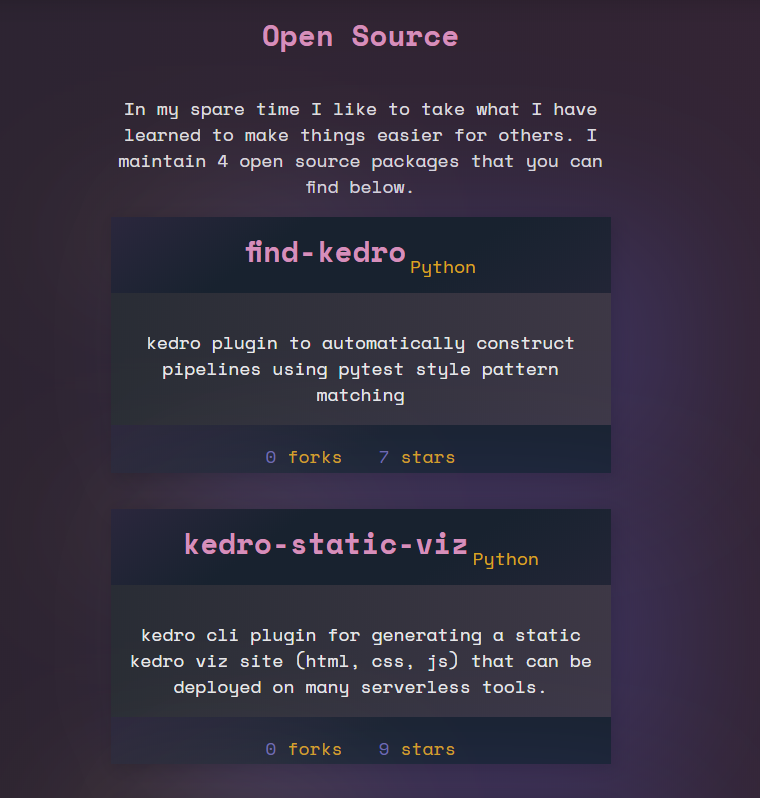 Open Source
In my spare time I like to take what I have
learned to make things easier for others. I
maintain 4 open source packages that you can
find below.
find-kedro Python
kedro plugin to automatically construct
pipelines using pytest style pattern
matching
0 forks 7 stars
kedro-static-viz Python
kedro cli plugin for generating a static
kedro viz site (html, css, js) that can be
deployed on many serverless tools.
0 forks 9 stars